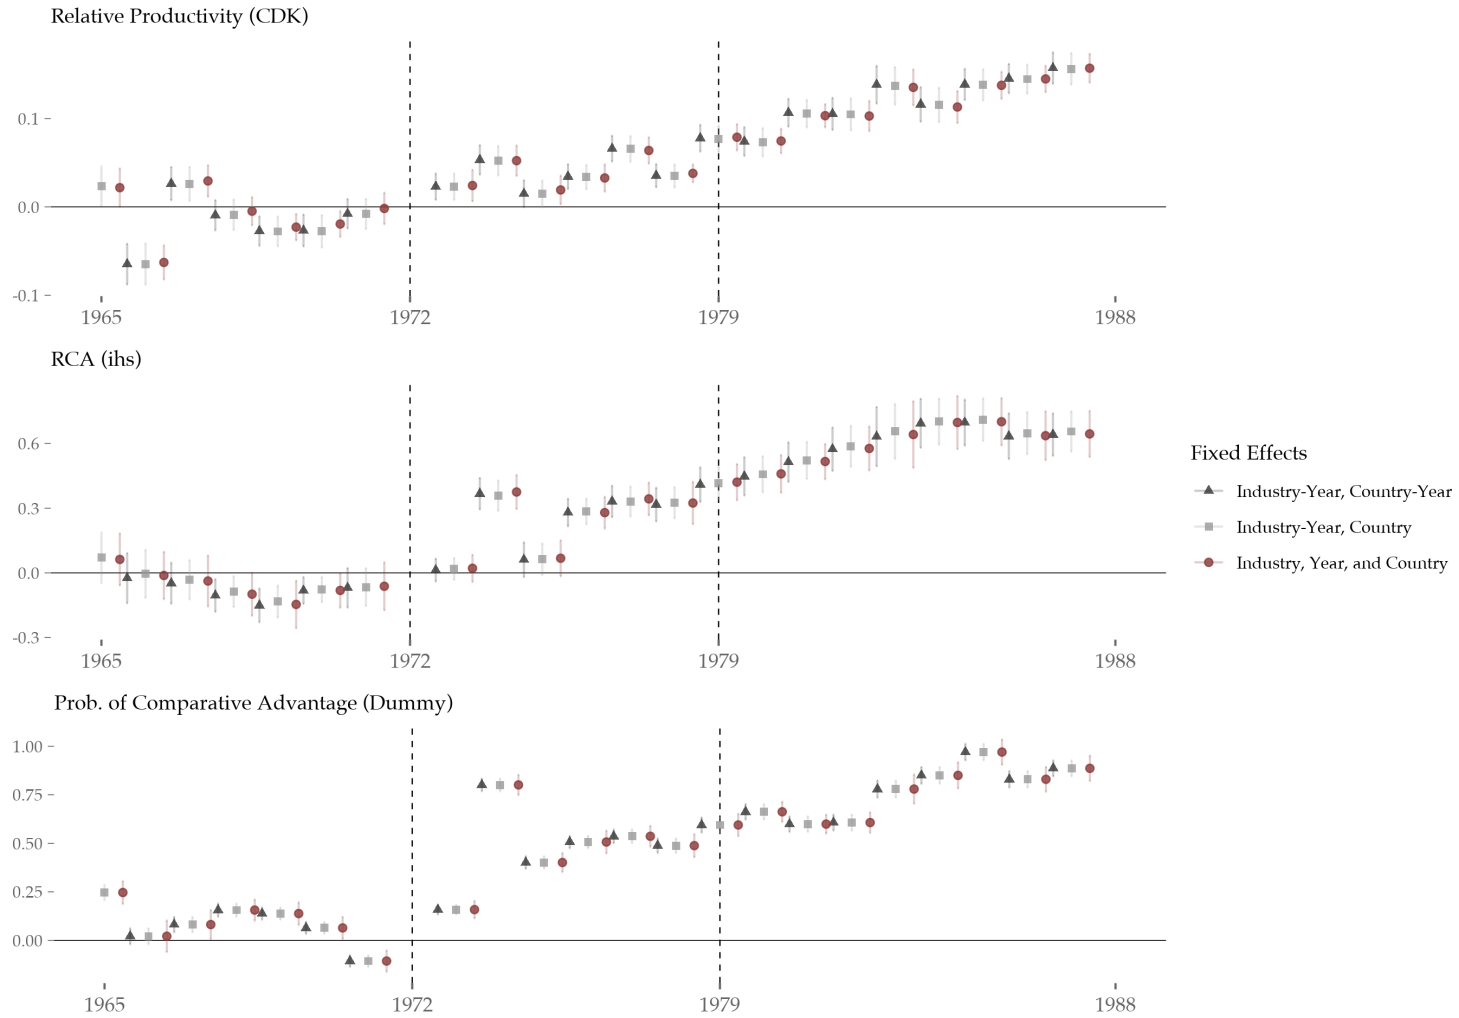 Relative Productivity (CDK)
0.1
0.0
-0.1
1965 1972 1979 1988
RCA (ihs)
0.6
0.3
0.0
-0.3
1965 1972 1979 1988
Fixed Effects
Industry-Year, Country-Year
Industry-Year, Country
Industry, Year, and Country
Prob. of Comparative Advantage (Dummy)
1.00
0.75
0.50
0.25
0.00
1965 1972 1979 1988